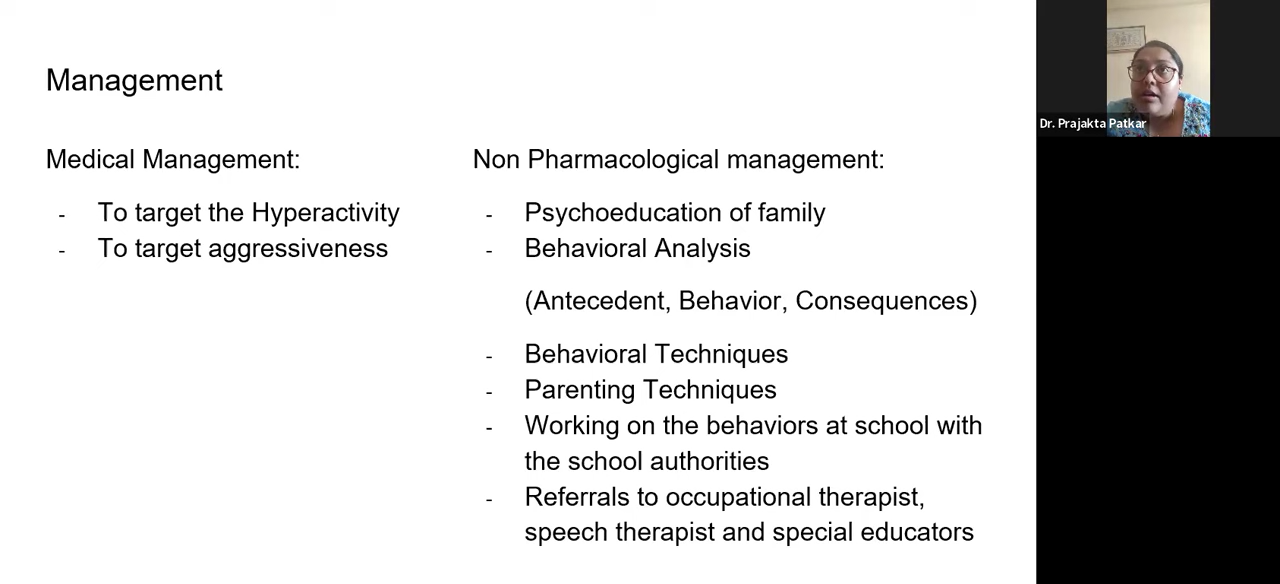 Management
Medical Management:
- To target the Hyperactivity
- To target aggressiveness
Non Pharmacological management:
- Psychoeducation of family
- Behavioral Analysis
(Antecedent, Behavior, Consequences)
- Behavioral Techniques
- Parenting Techniques
- Working on the behaviors at school with
the school authorities
- Referrals to occupational therapist,
speech therapist and special educators
Dr. Prajakta Patkar